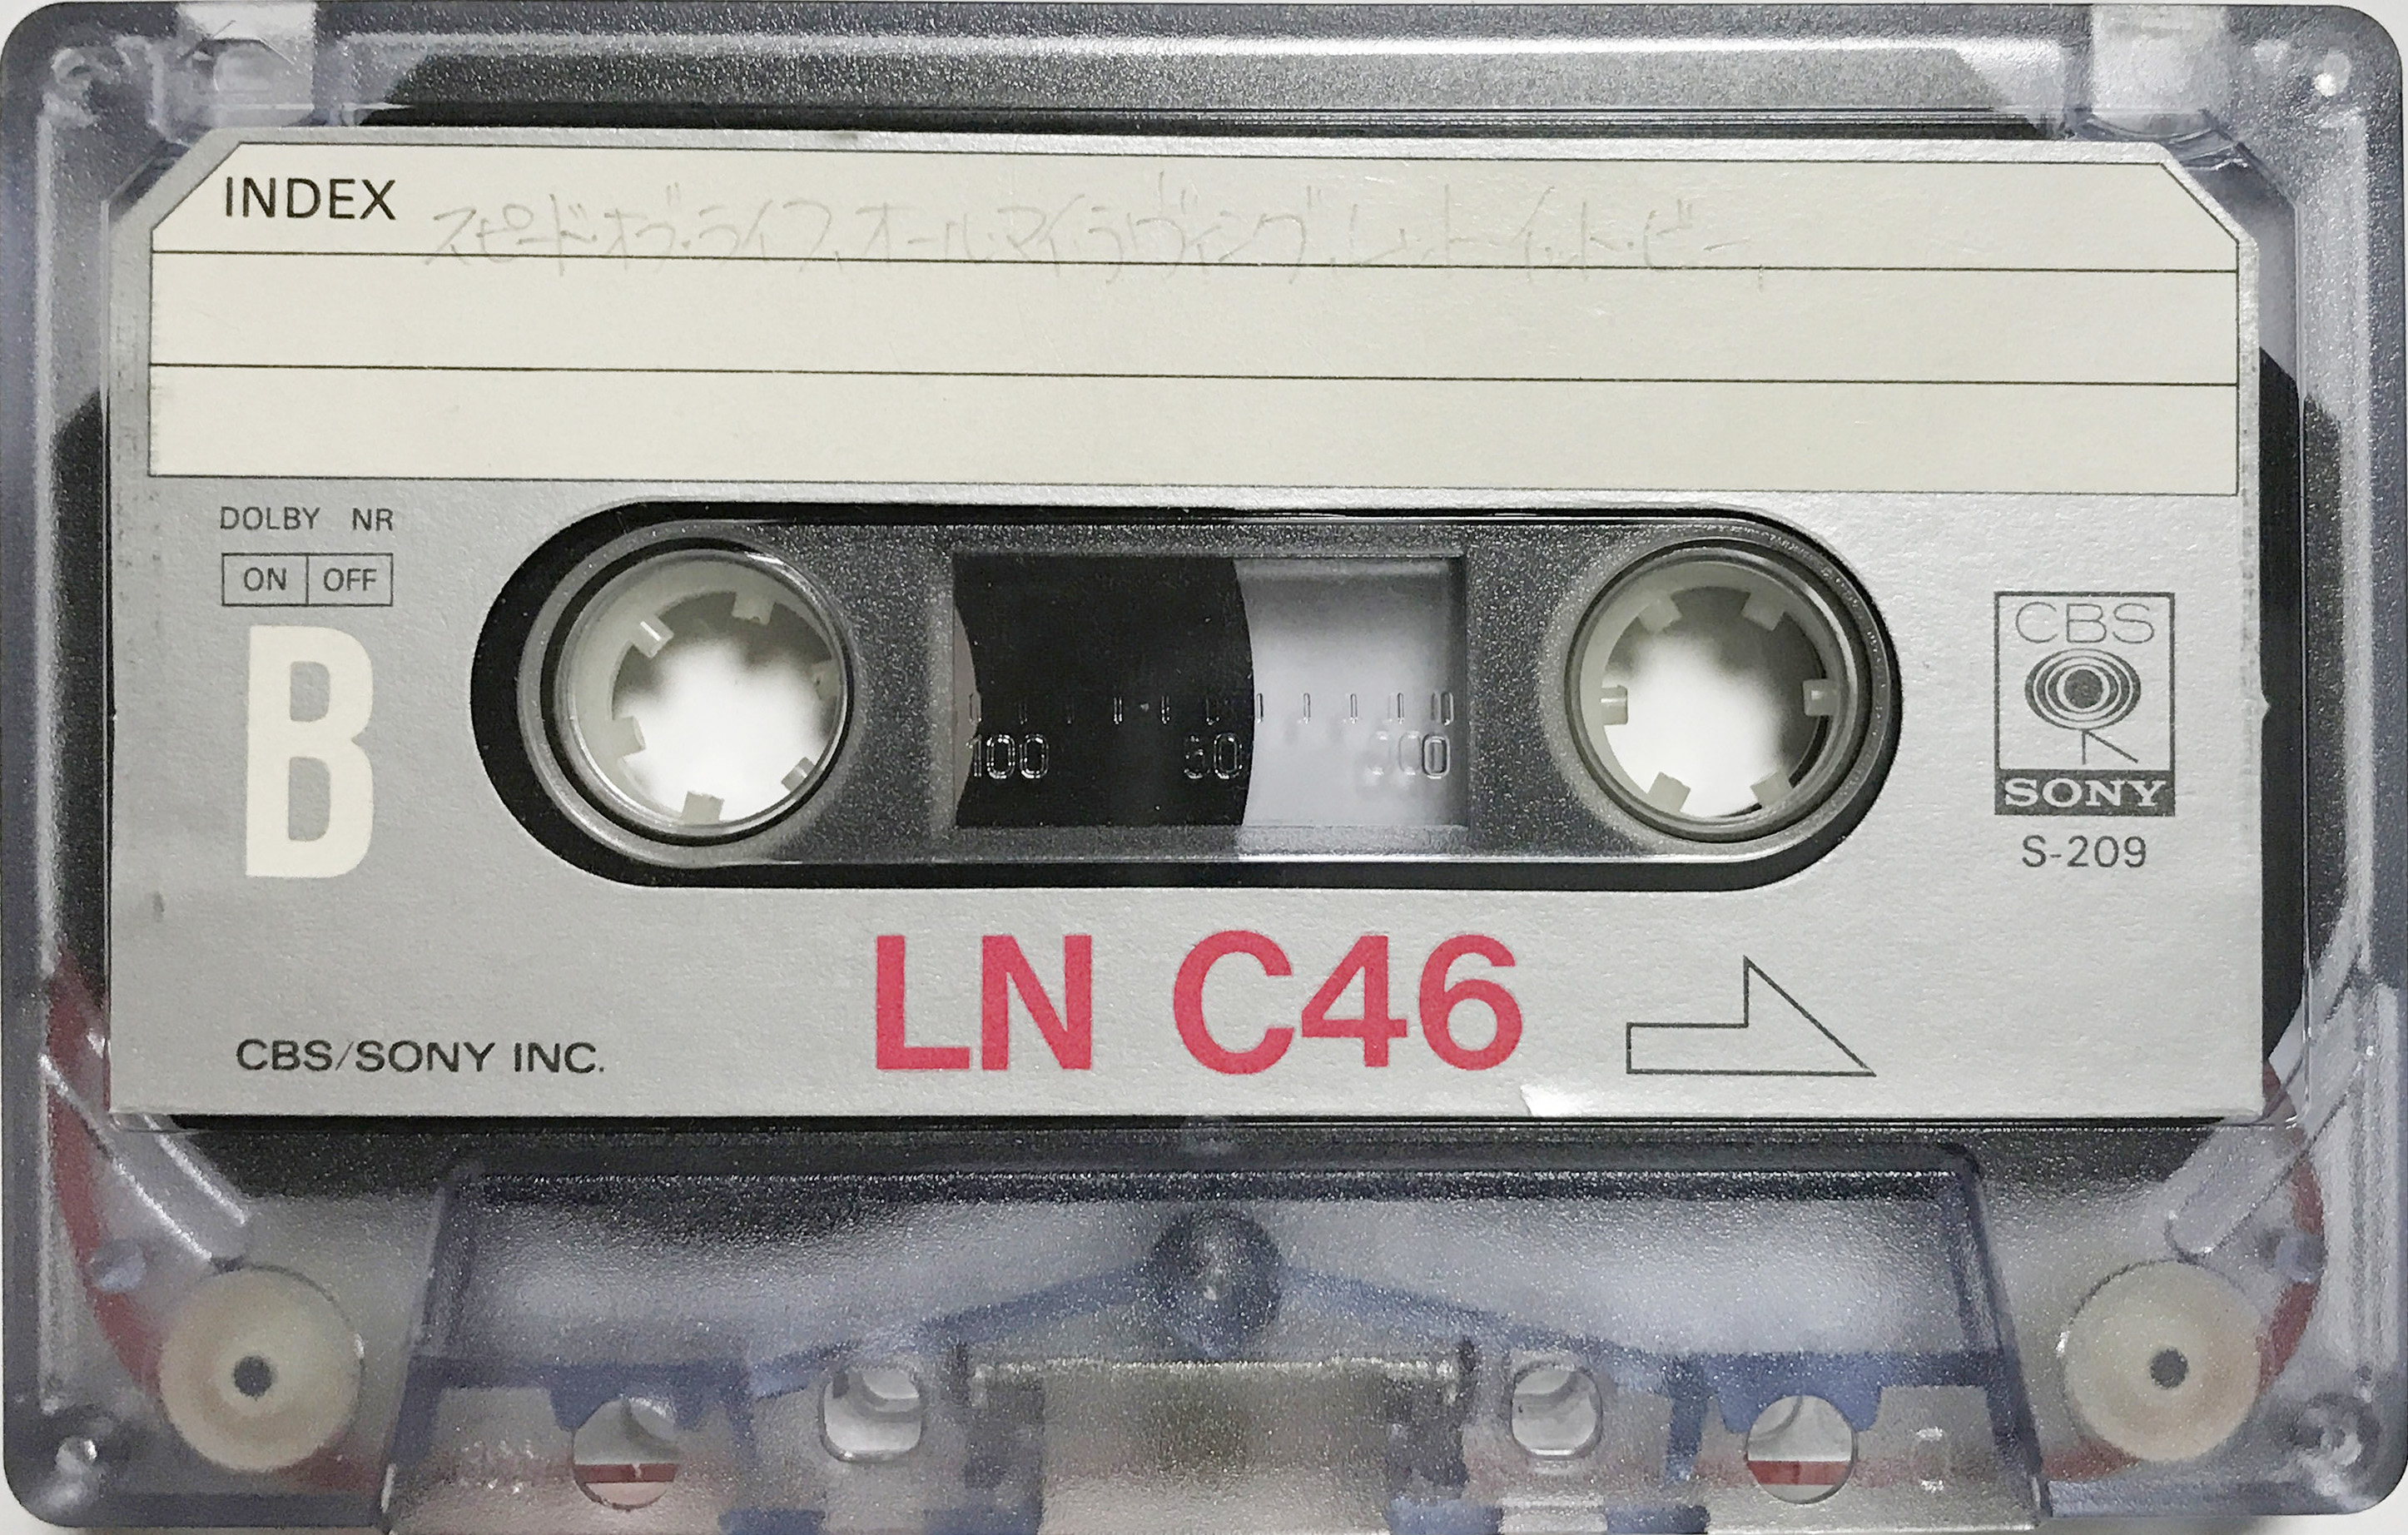 INDEX スピード・オブ・ライフ、オール・マイ・ラヴィング、レット・イット・ビー、
DOLBY NR
ON OFF
B
100 50 0
CBS
SONY
S-209
LN C46
CBS/SONY INC.